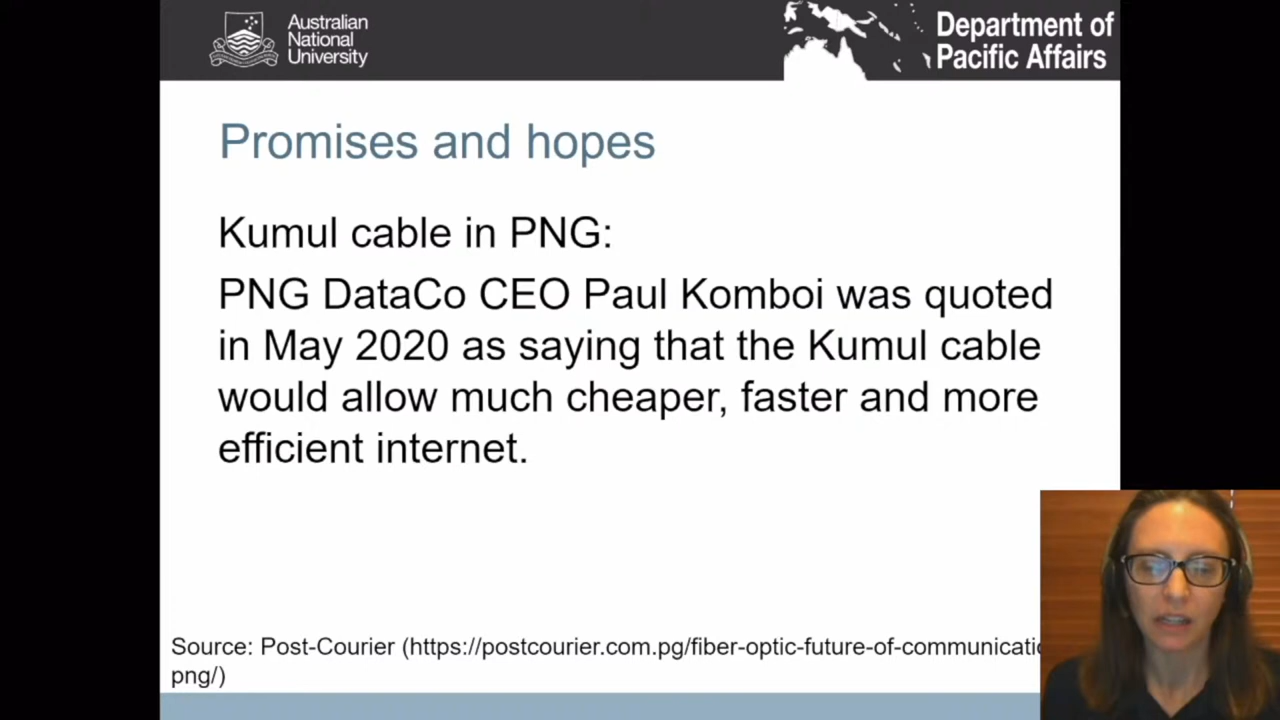 Australian
National
University
Department of
Pacific Affairs
Promises and hopes
Kumul cable in PNG:
PNG DataCo CEO Paul Komboi was quoted
in May 2020 as saying that the Kumul cable
would allow much cheaper, faster and more
efficient internet.
Source: Post-Courier (https://postcourier.com.pg/fiber-optic-future-of-communicatio
png/)